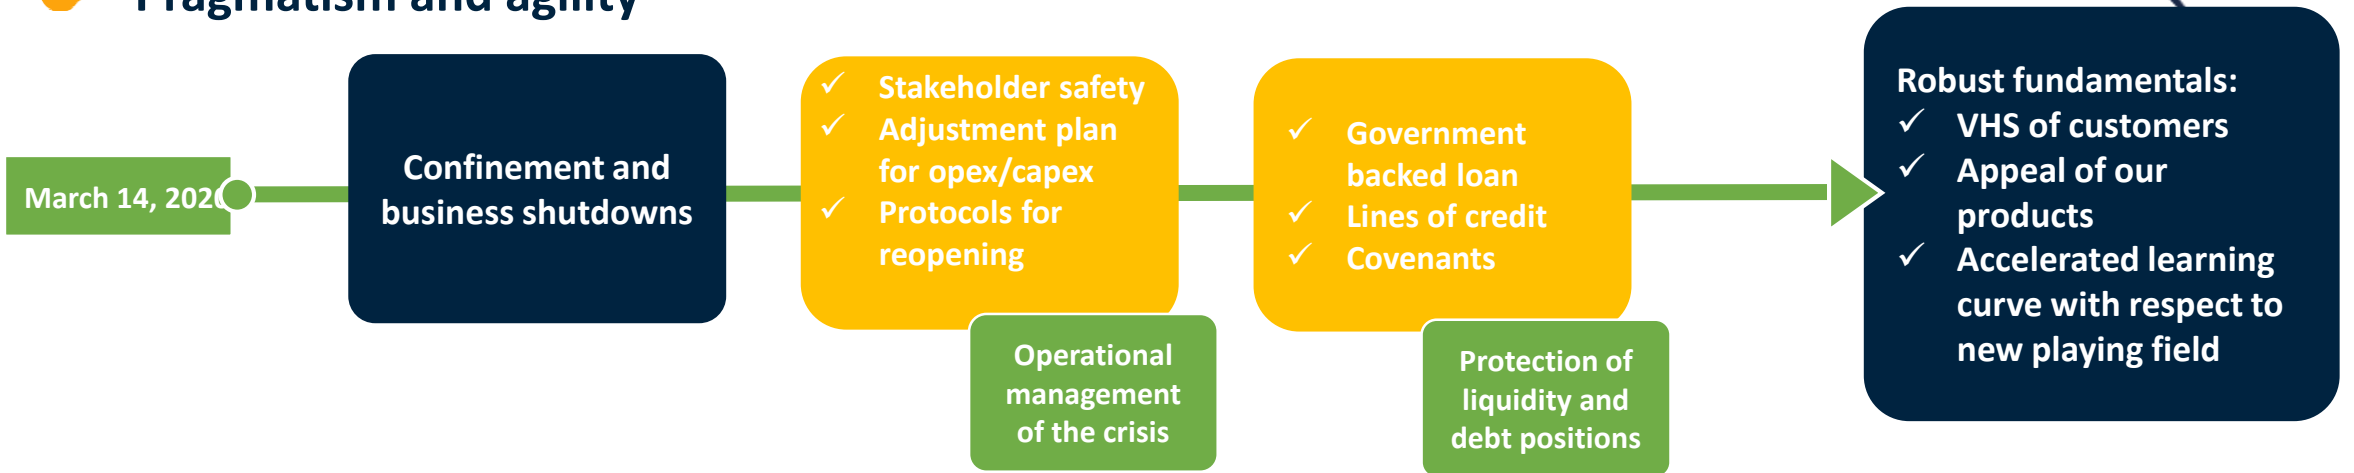 Pragmatism and agility
March 14, 2020
Confinement and
business shutdowns
✓ Stakeholder safety
✓ Adjustment plan
for opex/capex
✓ Protocols for
reopening
Operational
management
of the crisis
✓ Government
backed loan
✓ Lines of credit
✓ Covenants
Protection of
liquidity and
debt positions
Robust fundamentals:
✓ VHS of customers
✓ Appeal of our
products
✓ Accelerated learning
curve with respect to
new playing field